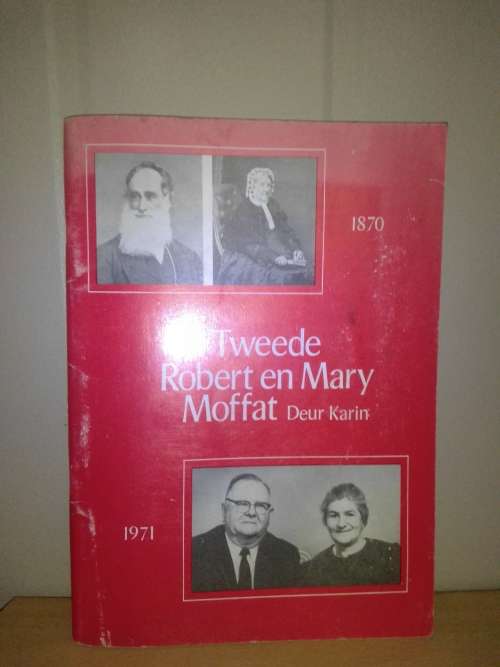 1870
Tweede
Robert en Mary
Moffat Deur Karin
1971